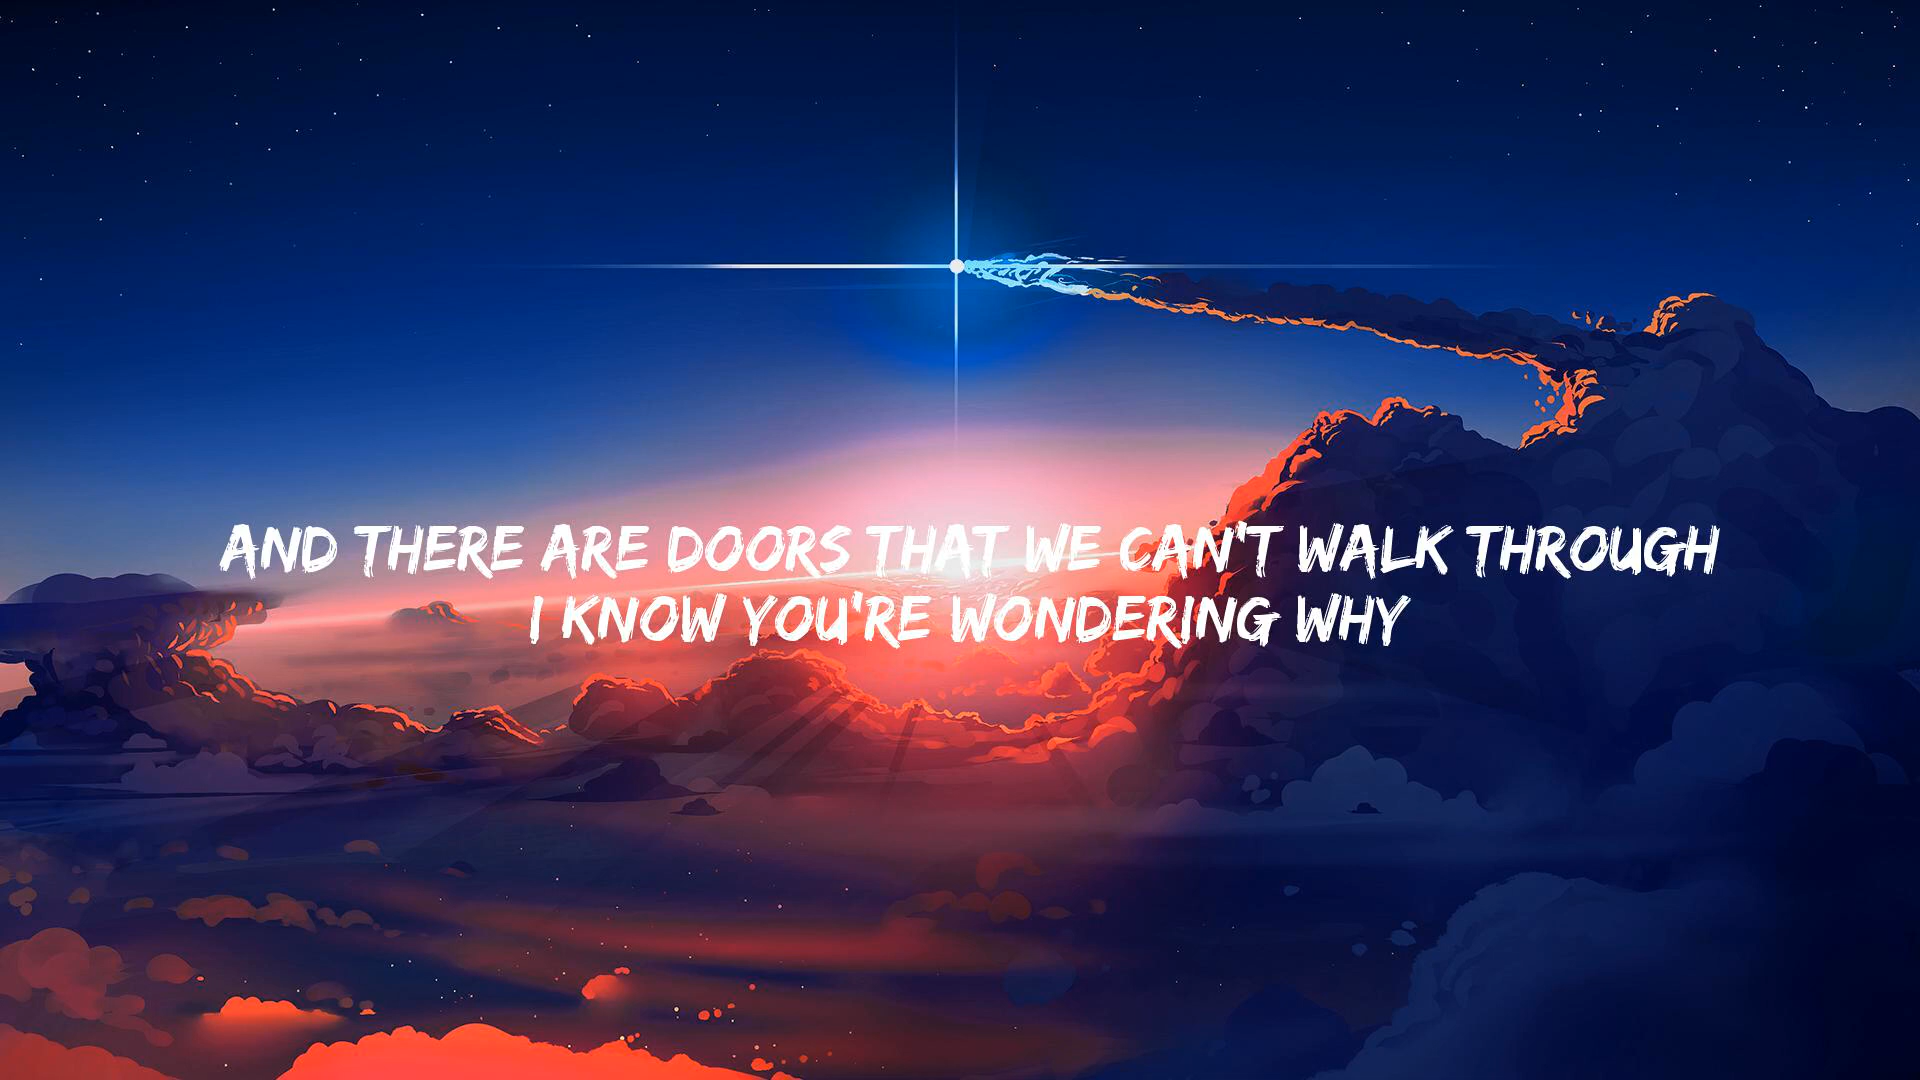 AND THERE ARE DOORS THAT WE CAN'T WALK THROUGH
I KNOW YOU'RE WONDERING WHY